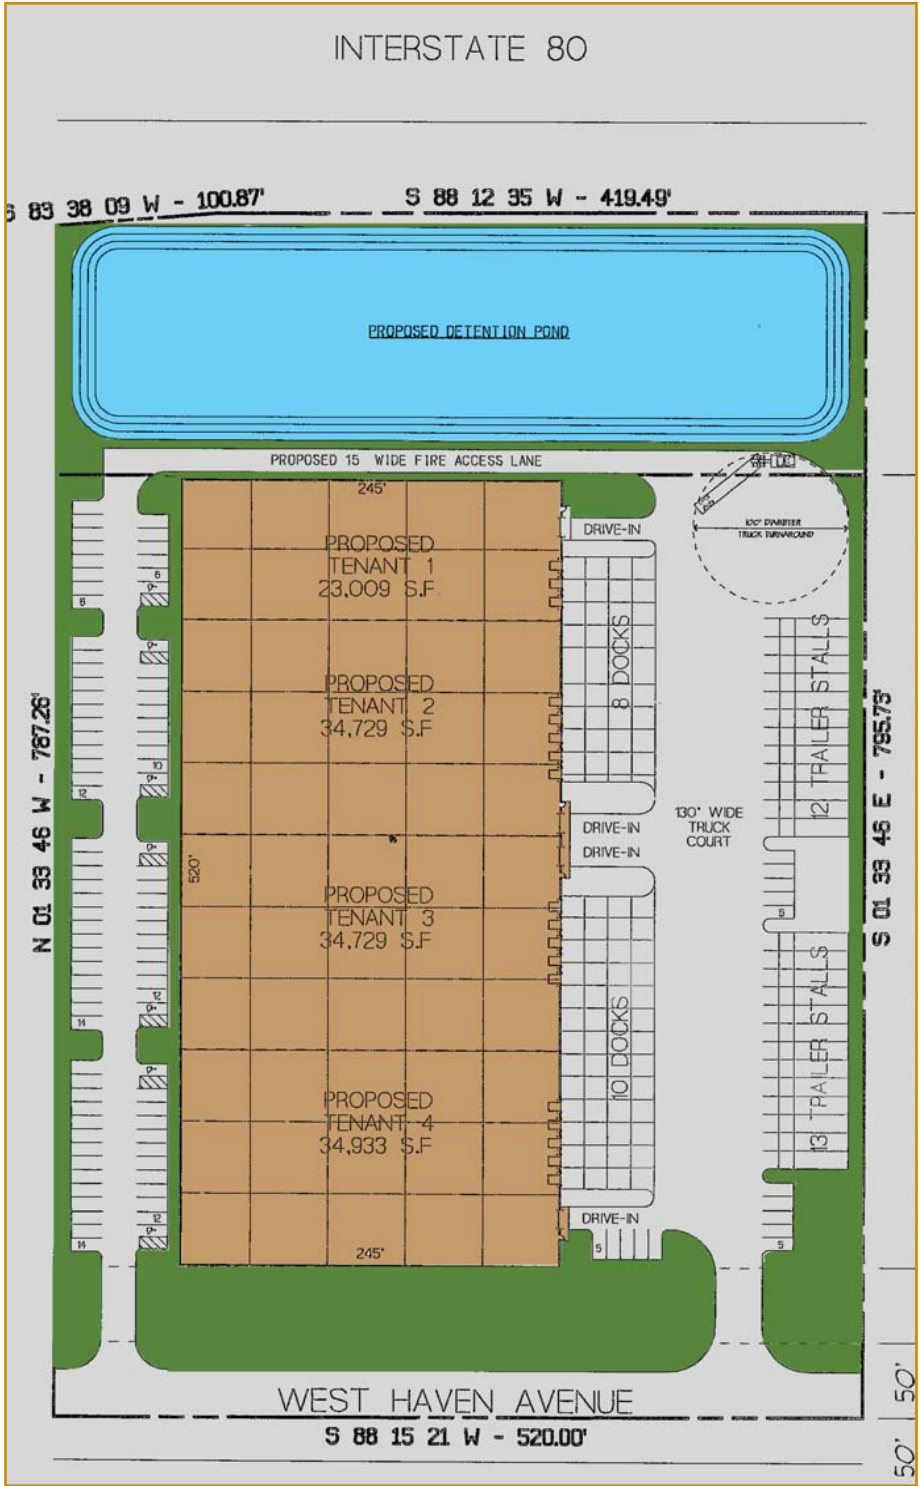 INTERSTATE 80
83 38 09 W - 100.87'
S 88 12 35 W - 419.49'
PROPOSED DETENTION POND
PROPOSED 15 WIDE FIRE ACCESS LANE
245'
DRIVE-IN
100' DIAMETER
TRUCK TURNAROUND
PROPOSED
TENANT 1
23,009 S.F
6
6
8 DOCKS
12 TRAILER STALLS
PROPOSED
TENANT 2
34,729 S.F
N 01 33 46 W - 787.26'
S 01 33 46 E - 795.73'
10
12
130' WIDE
TRUCK
COURT
DRIVE-IN
DRIVE-IN
520'
PROPOSED
TENANT 3
34,729 S.F
5
12
14
10 DOCKS
13 TRAILER STALLS
PROPOSED
TENANT 4
34,933 S.F
12
14
DRIVE-IN
245'
5
5
WEST HAVEN AVENUE
S 88 15 21 W - 520.00'
50'
50'